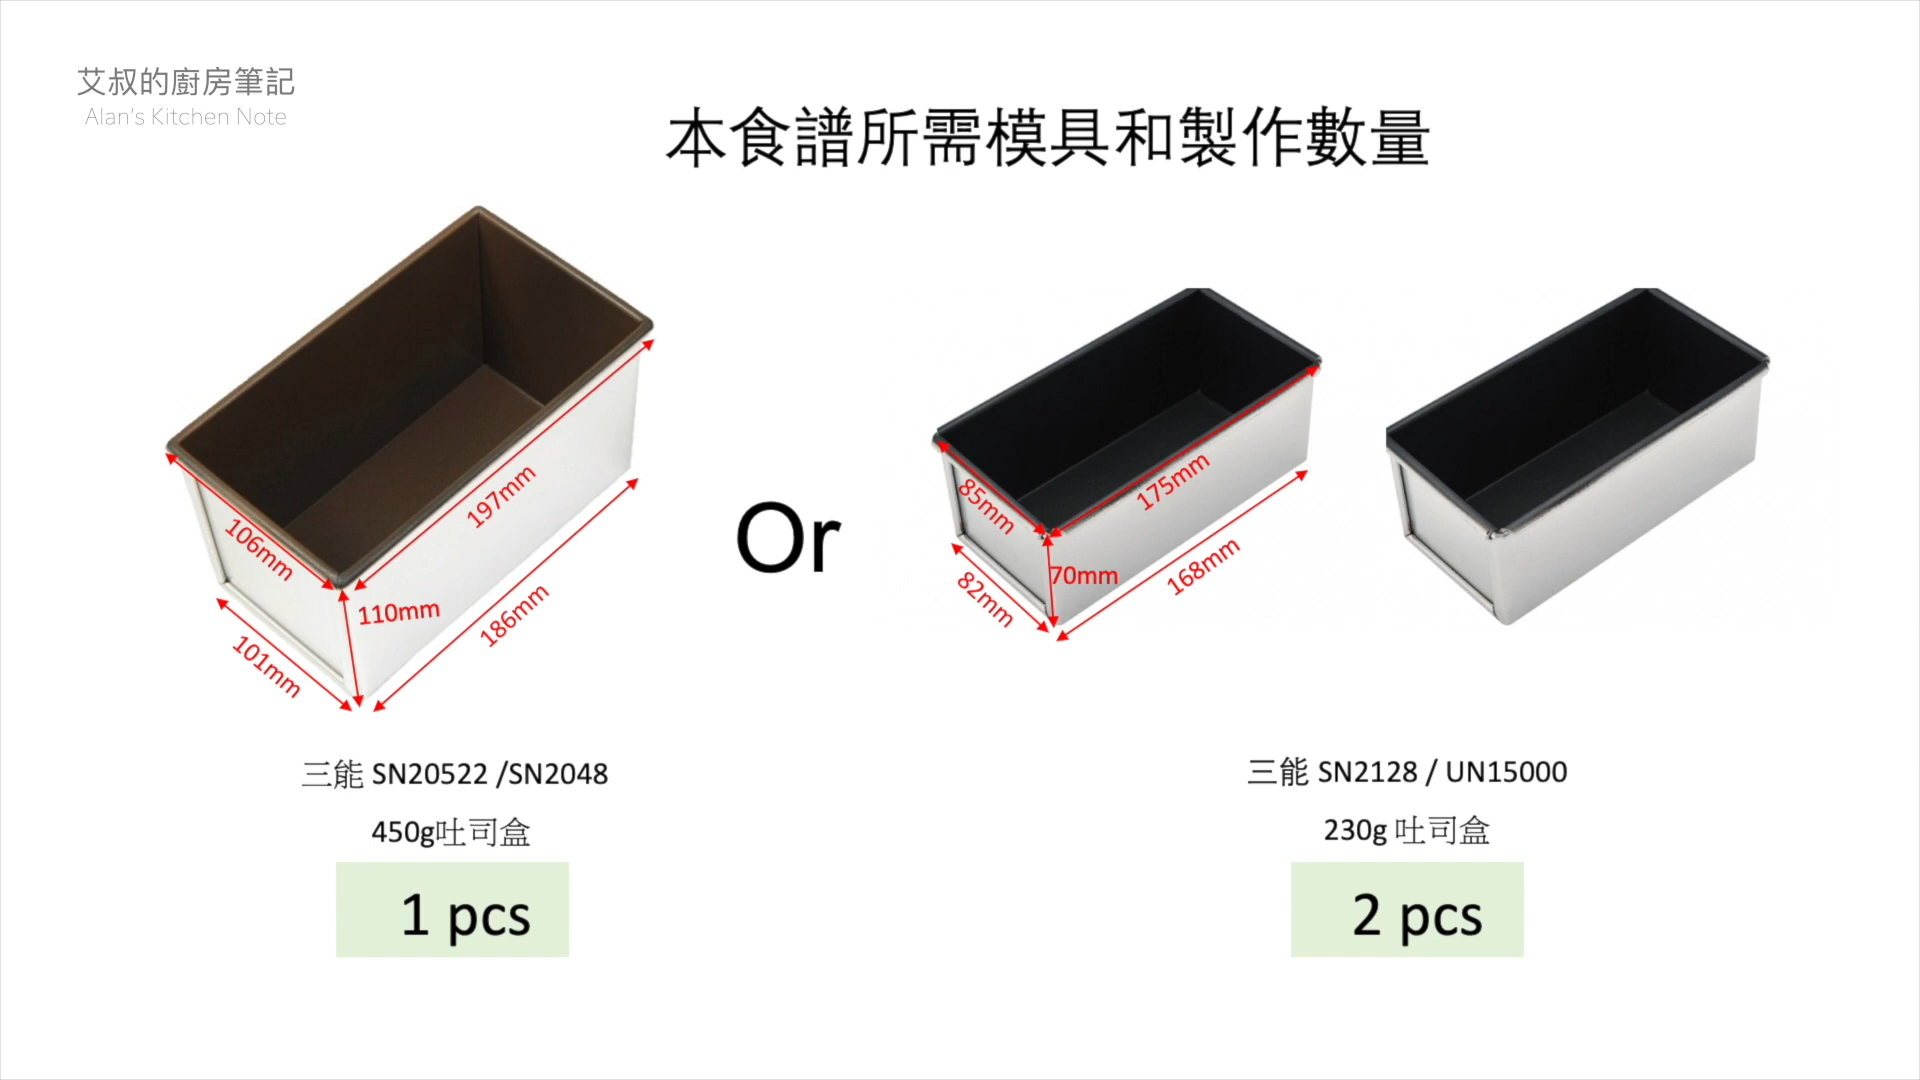 艾叔的廚房筆記
Alan's Kitchen Note
本食譜所需模具和製作數量
106mm
197mm
110mm
101mm
186mm
Or
85mm
175mm
70mm
82mm
168mm
三能 SN20522 /SN2048
450g吐司盒
1 pcs
三能 SN2128 / UN15000
230g 吐司盒
2 pcs